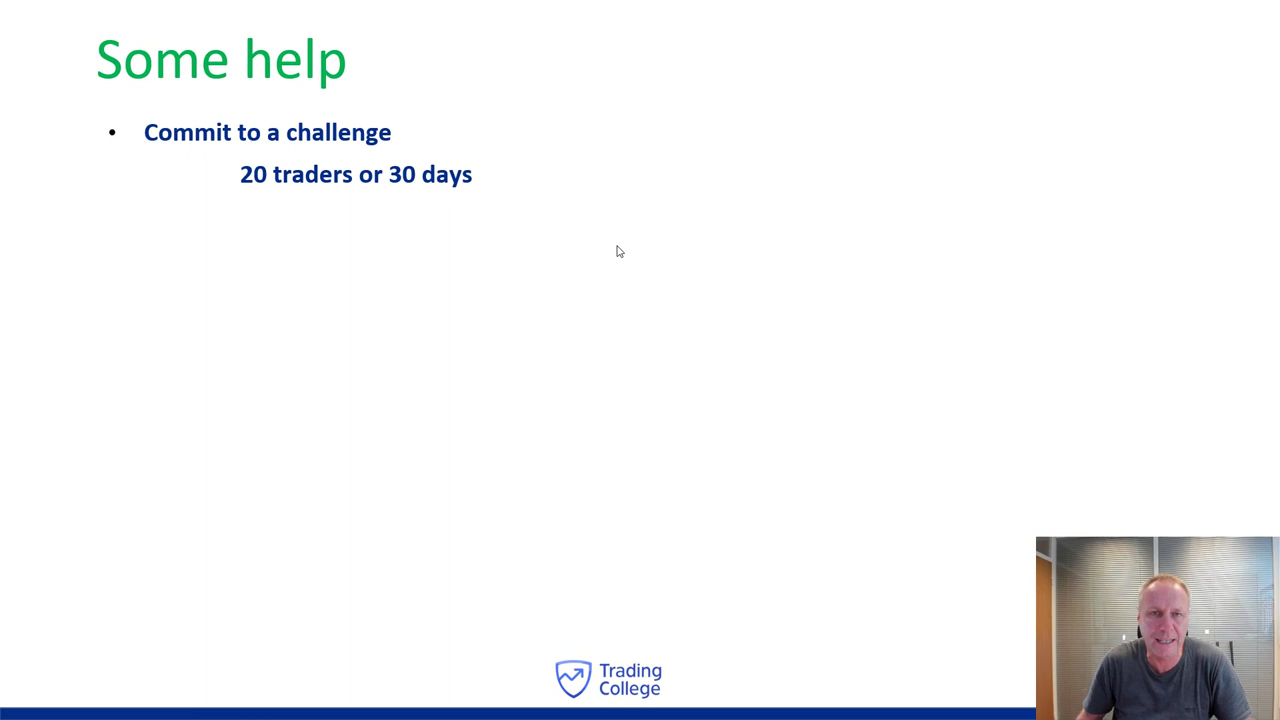 Some help
• Commit to a challenge
20 traders or 30 days
Trading
College